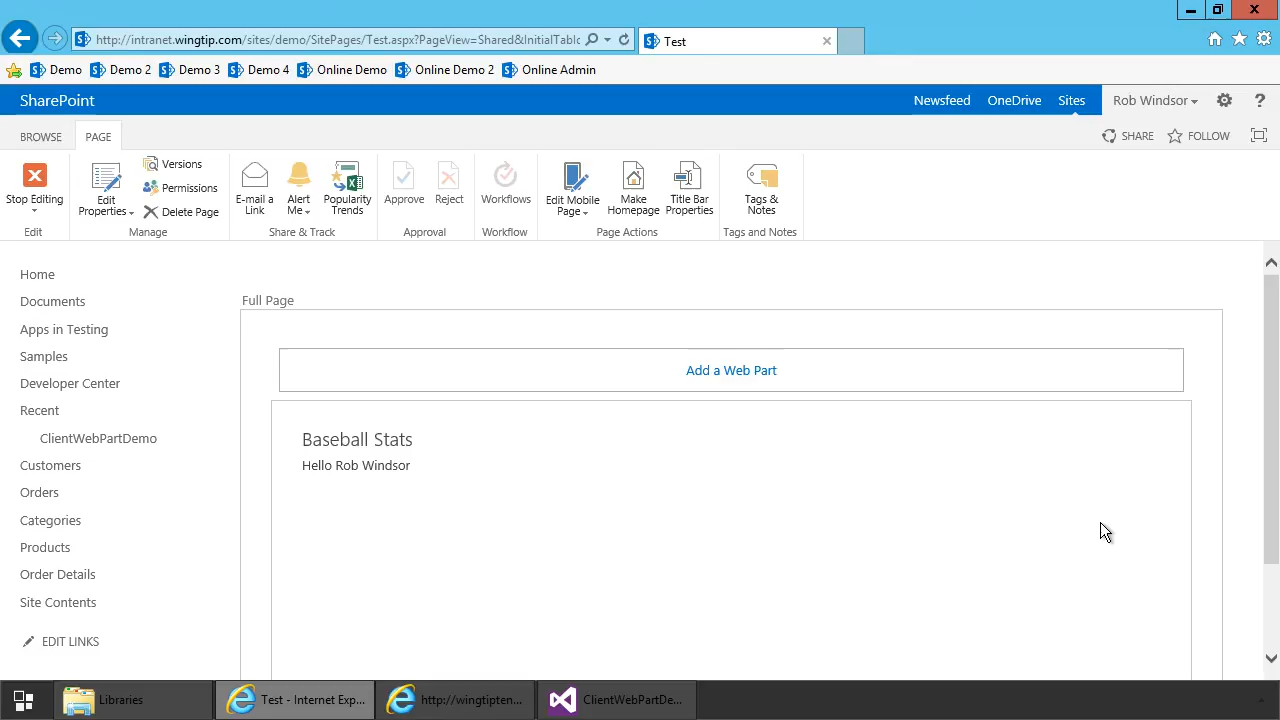 http://intranet.wingtip.com/sites/demo/SitePages/Test.aspx?PageView=Shared&InitialTabId
Test
Demo
Demo 2
Demo 3
Demo 4
Online Demo
Online Demo 2
Online Admin
SharePoint
Newsfeed
OneDrive
Sites
Rob Windsor
?
BROWSE
PAGE
SHARE
FOLLOW
Stop Editing
Edit
Properties
Versions
Permissions
Delete Page
E-mail a
Link
Alert
Me
Popularity
Trends
Approve
Reject
Workflows
Edit Mobile
Page
Make
Homepage
Title Bar
Properties
Tags &
Notes
Edit
Manage
Share & Track
Approval
Workflow
Page Actions
Tags and Notes
Home
Documents
Apps in Testing
Samples
Developer Center
Recent
ClientWebPartDemo
Customers
Orders
Categories
Products
Order Details
Site Contents
EDIT LINKS
Full Page
Add a Web Part
Baseball Stats
Hello Rob Windsor
Libraries
Test - Internet Exp...
http://wingtipten...
ClientWebPartDe...